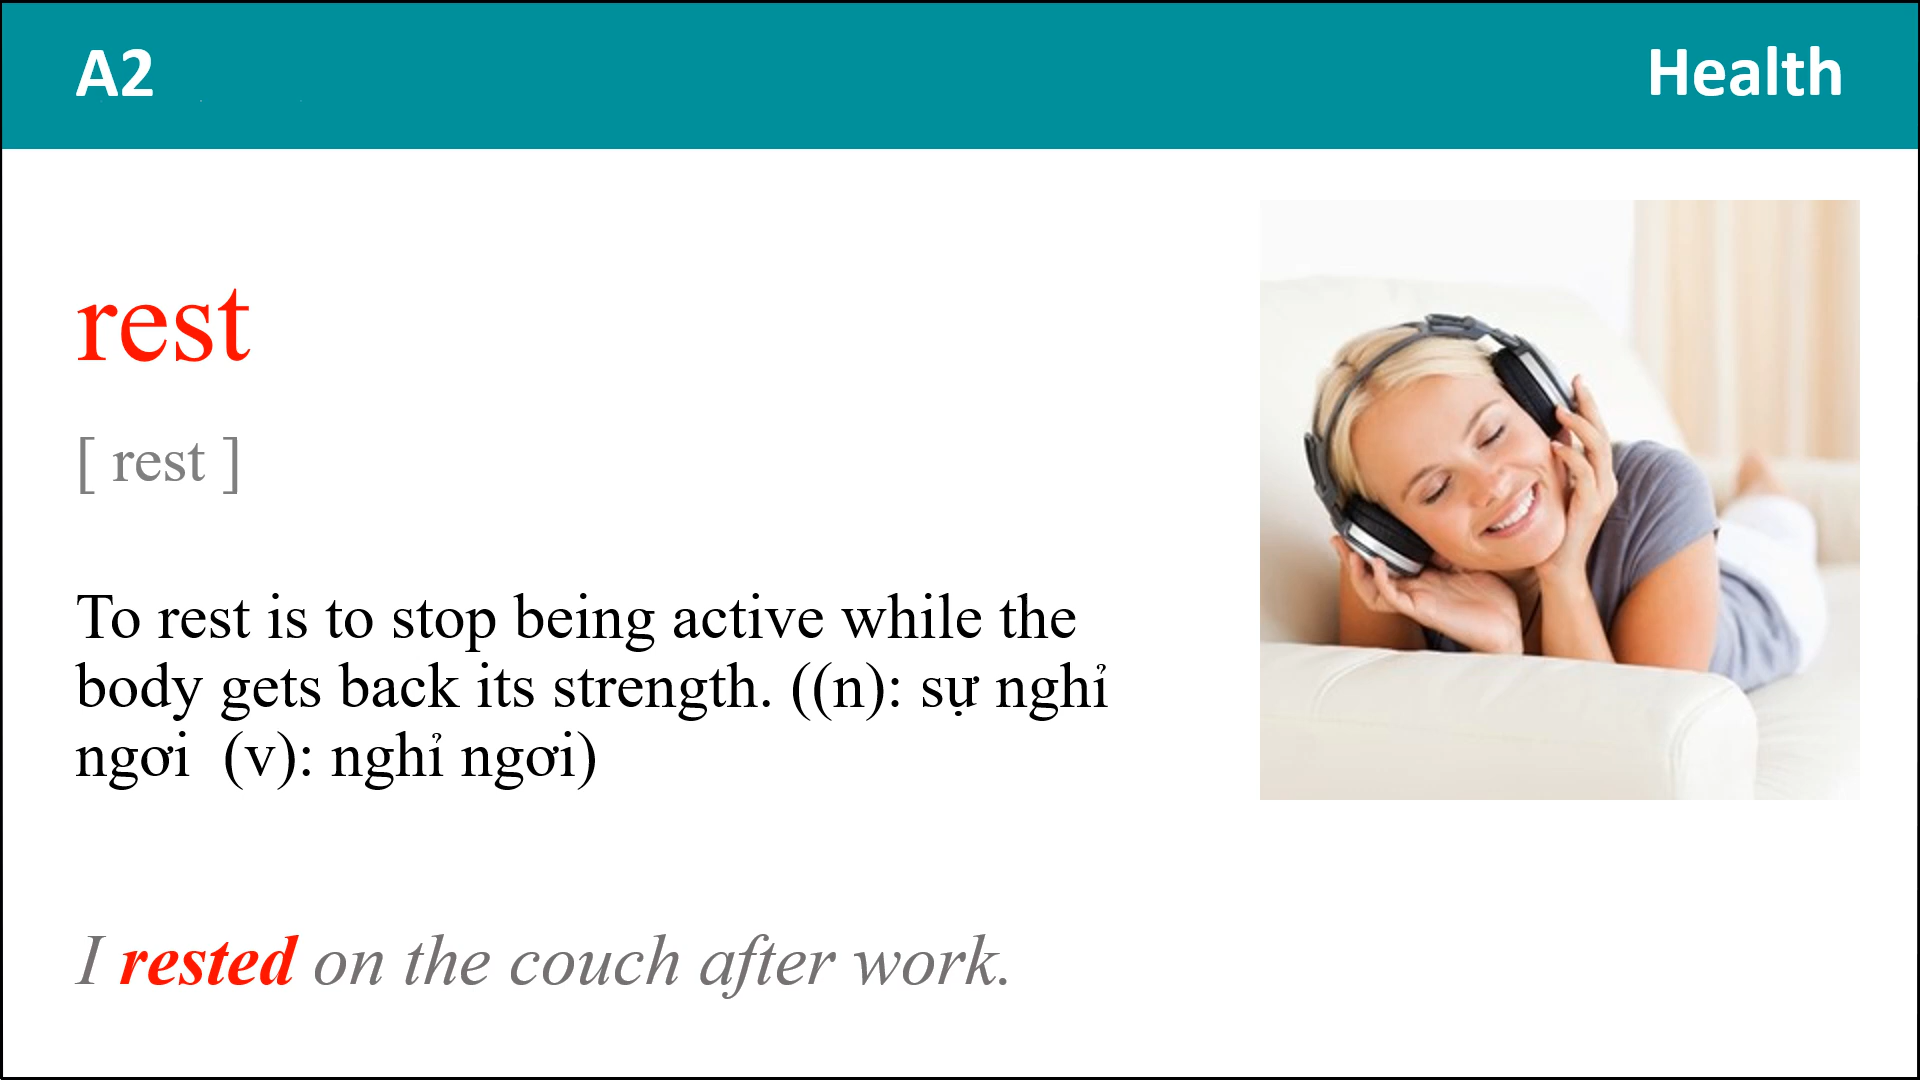 A2
Health
rest
[ rest ]
To rest is to stop being active while the
body gets back its strength. ((n): sự nghỉ
ngơi  (v): nghỉ ngơi)
I rested on the couch after work.